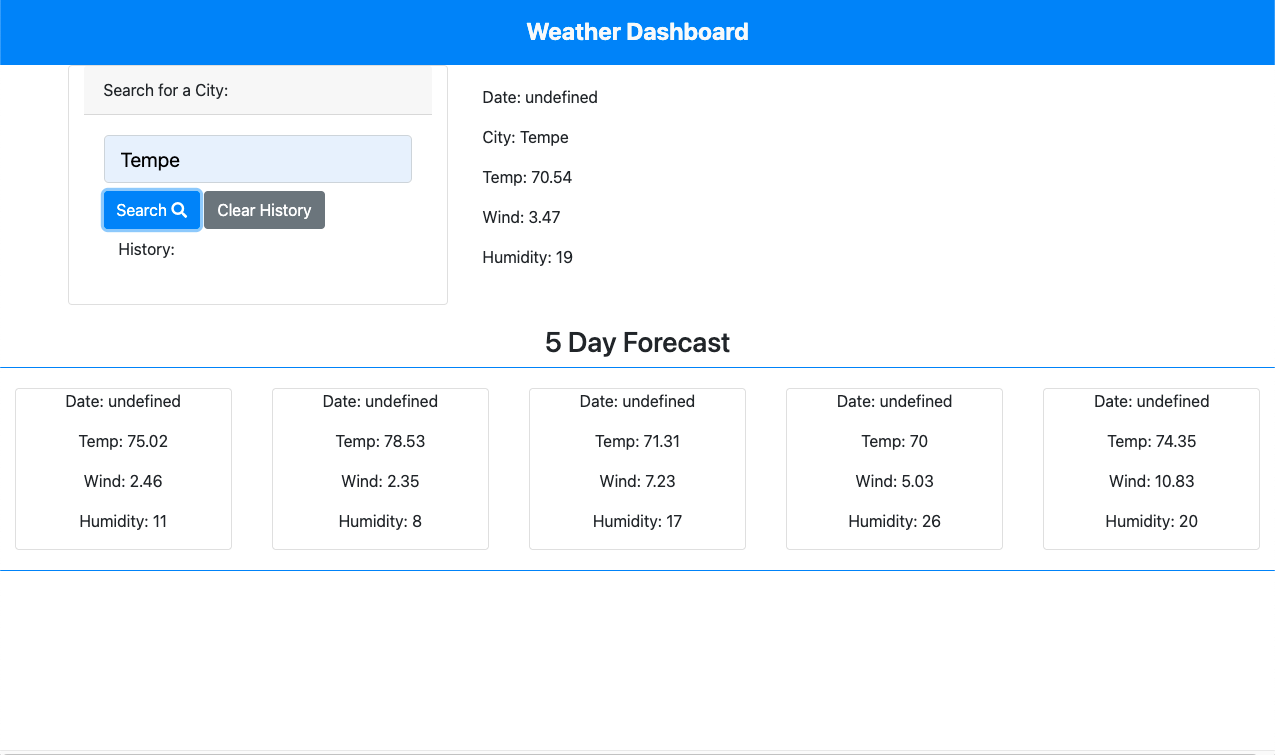 Weather Dashboard
Search for a City:
Tempe
Search
Clear History
History:
Date: undefined
City: Tempe
Temp: 70.54
Wind: 3.47
Humidity: 19
5 Day Forecast
Date: undefined
Temp: 75.02
Wind: 2.46
Humidity: 11
Date: undefined
Temp: 78.53
Wind: 2.35
Humidity: 8
Date: undefined
Temp: 71.31
Wind: 7.23
Humidity: 17
Date: undefined
Temp: 70
Wind: 5.03
Humidity: 26
Date: undefined
Temp: 74.35
Wind: 10.83
Humidity: 20